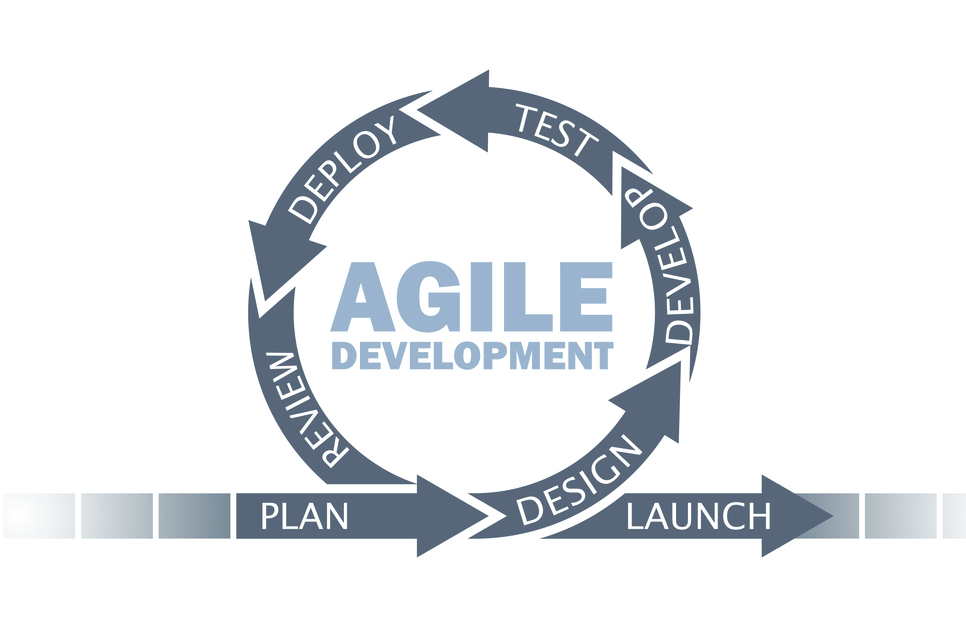 AGILE
DEVELOPMENT
PLAN
DESIGN
DEVELOP
TEST
DEPLOY
REVIEW
LAUNCH